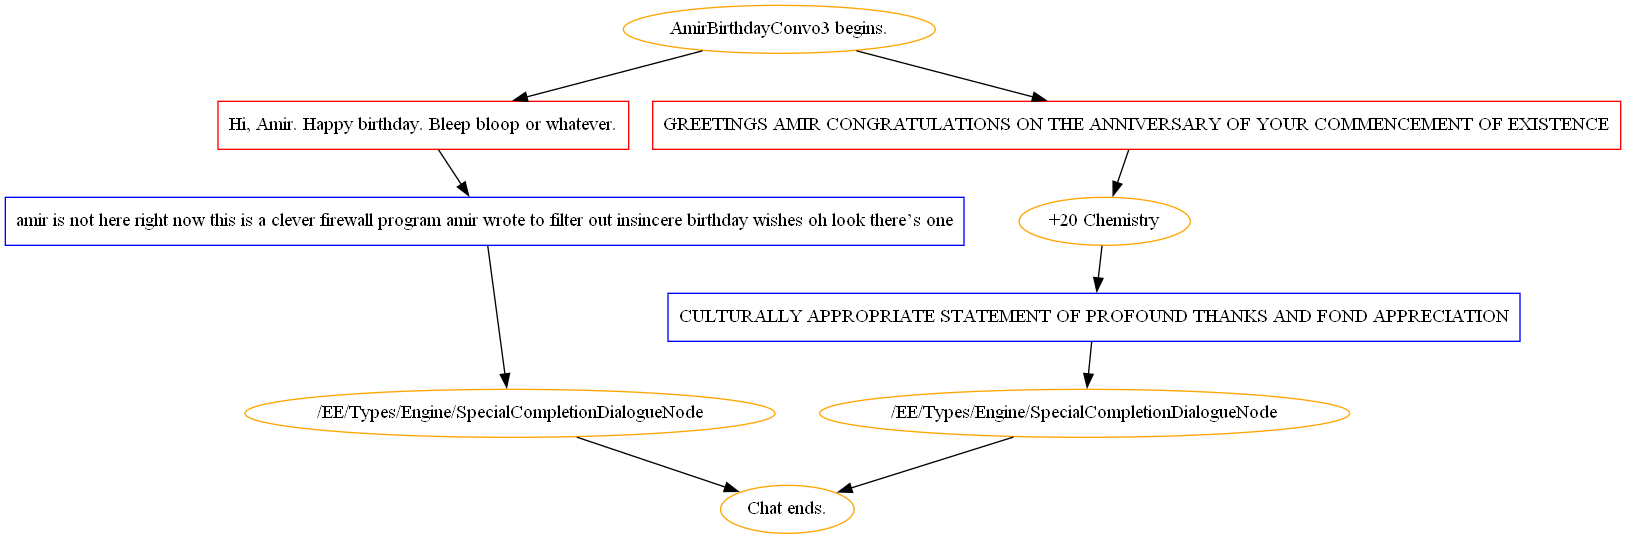 AmirBirthdayConvo3 begins.
Hi, Amir. Happy birthday. Bleep bloop or whatever.
GREETINGS AMIR CONGRATULATIONS ON THE ANNIVERSARY OF YOUR COMMENCEMENT OF EXISTENCE
amir is not here right now this is a clever firewall program amir wrote to filter out insincere birthday wishes oh look there's one
+20 Chemistry
CULTURALLY APPROPRIATE STATEMENT OF PROFOUND THANKS AND FOND APPRECIATION
/EE/Types/Engine/SpecialCompletionDialogueNode
/EE/Types/Engine/SpecialCompletionDialogueNode
Chat ends.